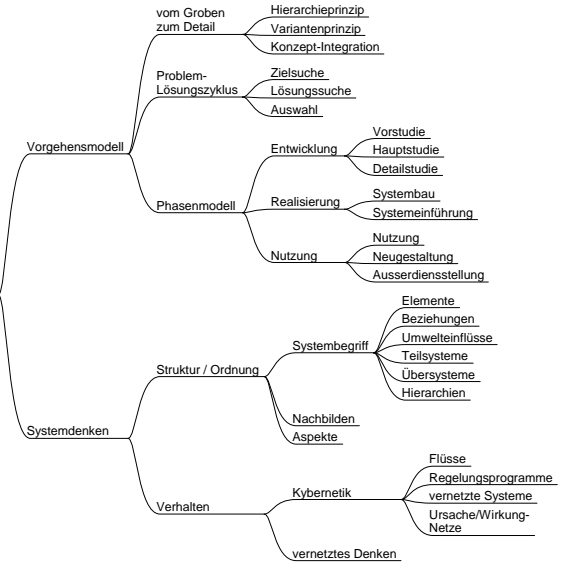 vom Groben
zum Detail
Hierarchieprinzip
Variantenprinzip
Konzept-Integration
Problem-
Lösungszyklus
Zielsuche
Lösungssuche
Auswahl
Vorgehensmodell
Phasenmodell
Entwicklung
Vorstudie
Hauptstudie
Detailstudie
Realisierung
Systembau
Systemeinführung
Nutzung
Nutzung
Neugestaltung
Ausserdiensstellung
Systemdenken
Struktur / Ordnung
Systembegriff
Elemente
Beziehungen
Umwelteinflüsse
Teilsysteme
Übersysteme
Hierarchien
Nachbilden
Aspekte
Verhalten
Kybernetik
Flüsse
Regelungsprogramme
vernetzte Systeme
Ursache/Wirkung-
Netze
vernetztes Denken